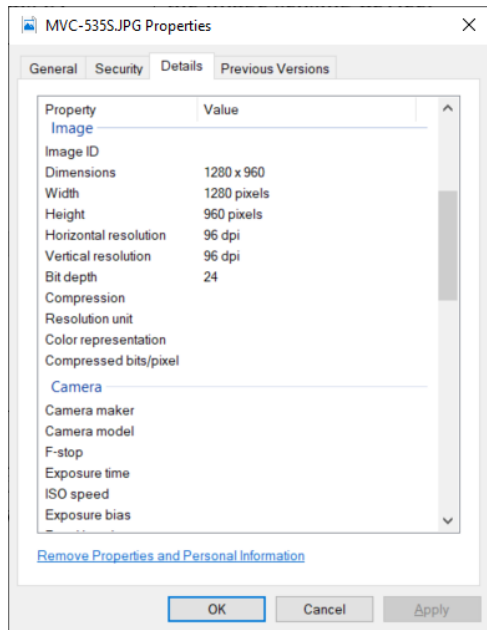 MVC-535S.JPG Properties
General Security Details Previous Versions
Property Value
Image
Image ID
Dimensions 1280 x 960
Width 1280 pixels
Height 960 pixels
Horizontal resolution 96 dpi
Vertical resolution 96 dpi
Bit depth 24
Compression
Resolution unit
Color representation
Compressed bits/pixel
Camera
Camera maker
Camera model
F-stop
Exposure time
ISO speed
Exposure bias
Remove Properties and Personal Information
OK Cancel Apply